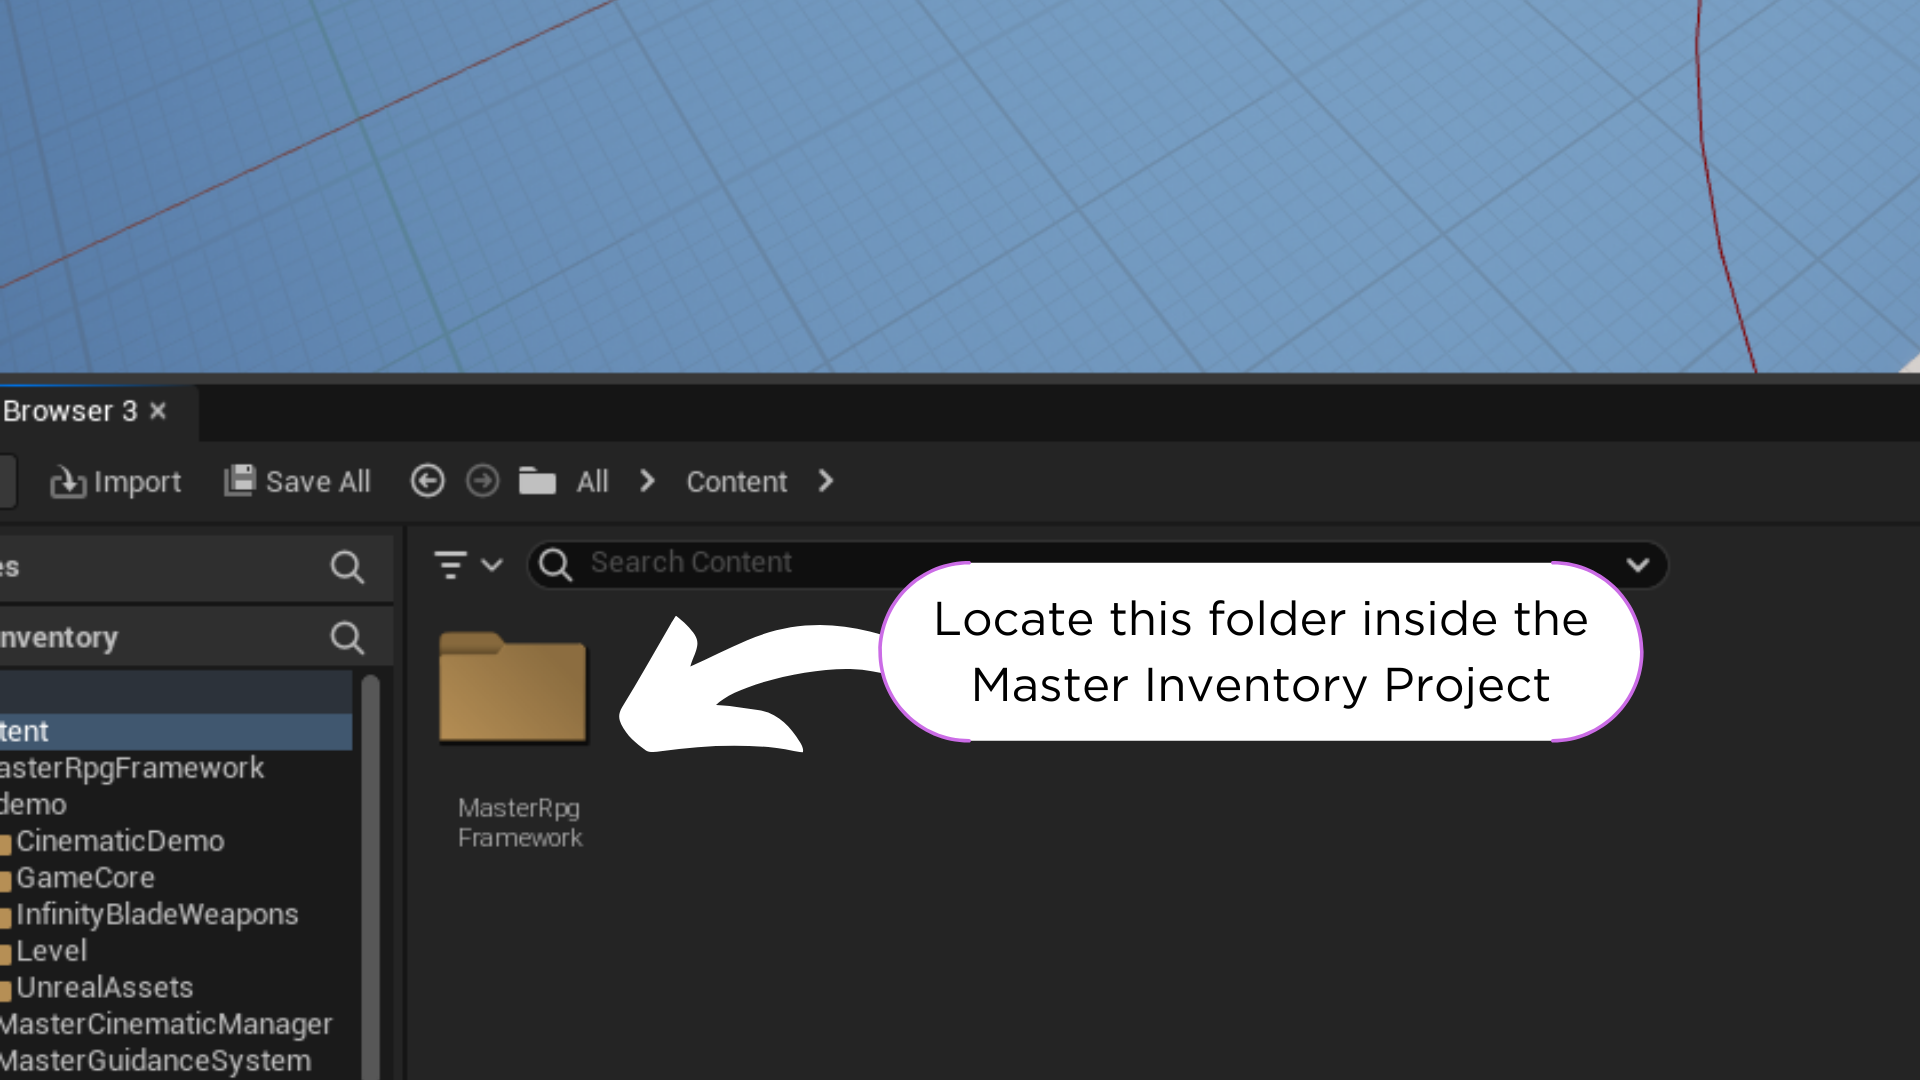 Browser 3
Import
Save All
All
Content
es
Search Content
Locate this folder inside the
Master Inventory Project
nventory
tent
asterRpgFramework
demo
CinematicDemo
GameCore
InfinityBladeWeapons
Level
UnrealAssets
MasterCinematicManager
MasterGuidanceSystem
MasterRpg
Framework